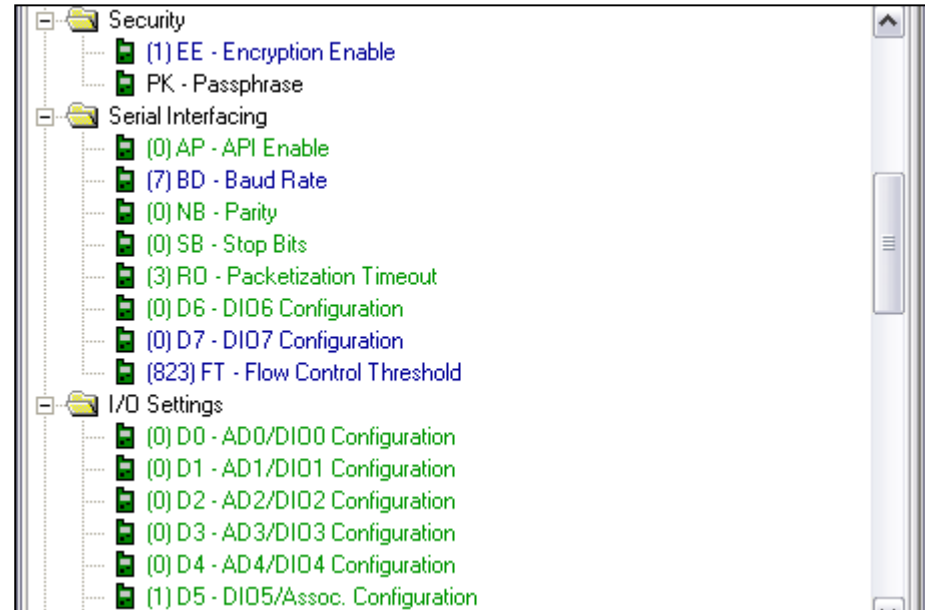 Security
(1) EE - Encryption Enable
PK - Passphrase
Serial Interfacing
(0) AP - API Enable
(7) BD - Baud Rate
(0) NB - Parity
(0) SB - Stop Bits
(3) RO - Packetization Timeout
(0) D6 - DIO6 Configuration
(0) D7 - DIO7 Configuration
(823) FT - Flow Control Threshold
I/O Settings
(0) D0 - AD0/DIO0 Configuration
(0) D1 - AD1/DIO1 Configuration
(0) D2 - AD2/DIO2 Configuration
(0) D3 - AD3/DIO3 Configuration
(0) D4 - AD4/DIO4 Configuration
(1) D5 - DIO5/Assoc. Configuration